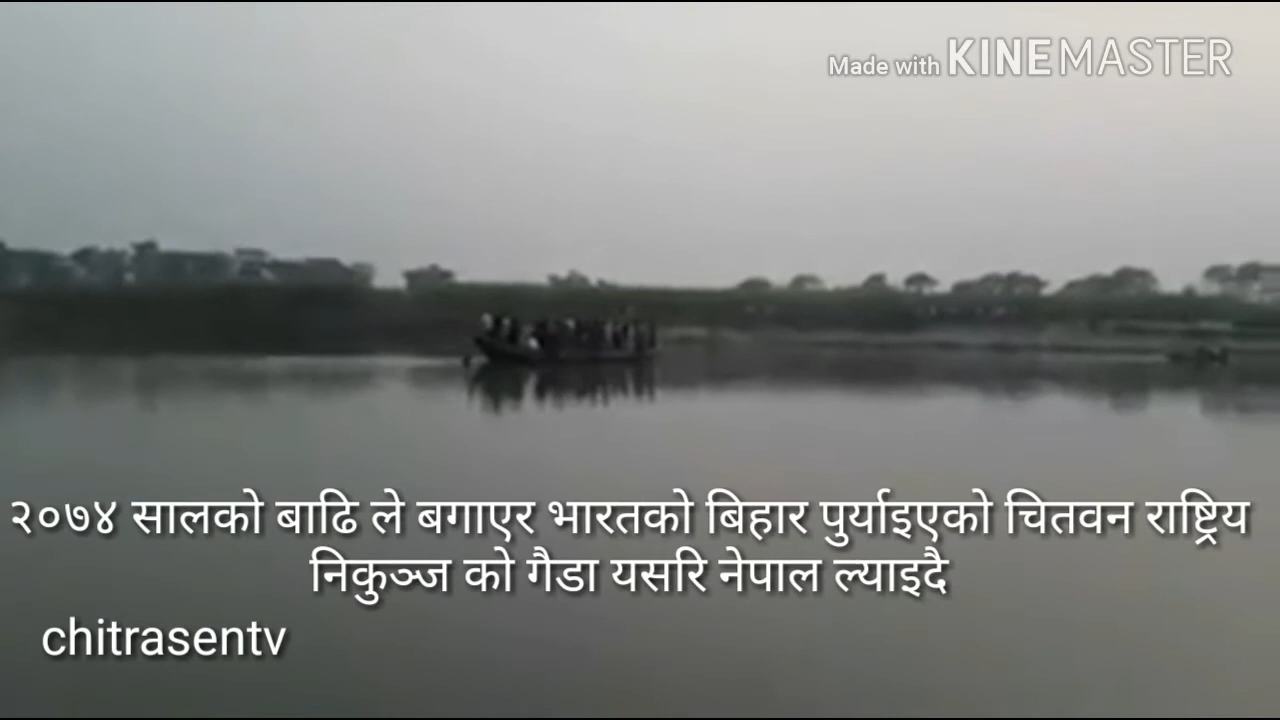 Made with KINEMASTER
२०७४ सालको बाढि ले बगाएर भारतको बिहार पुर्याइएको चितवन राष्ट्रिय
निकुञ्ज को गैडा यसरि नेपाल ल्याइदै
chitrasentv